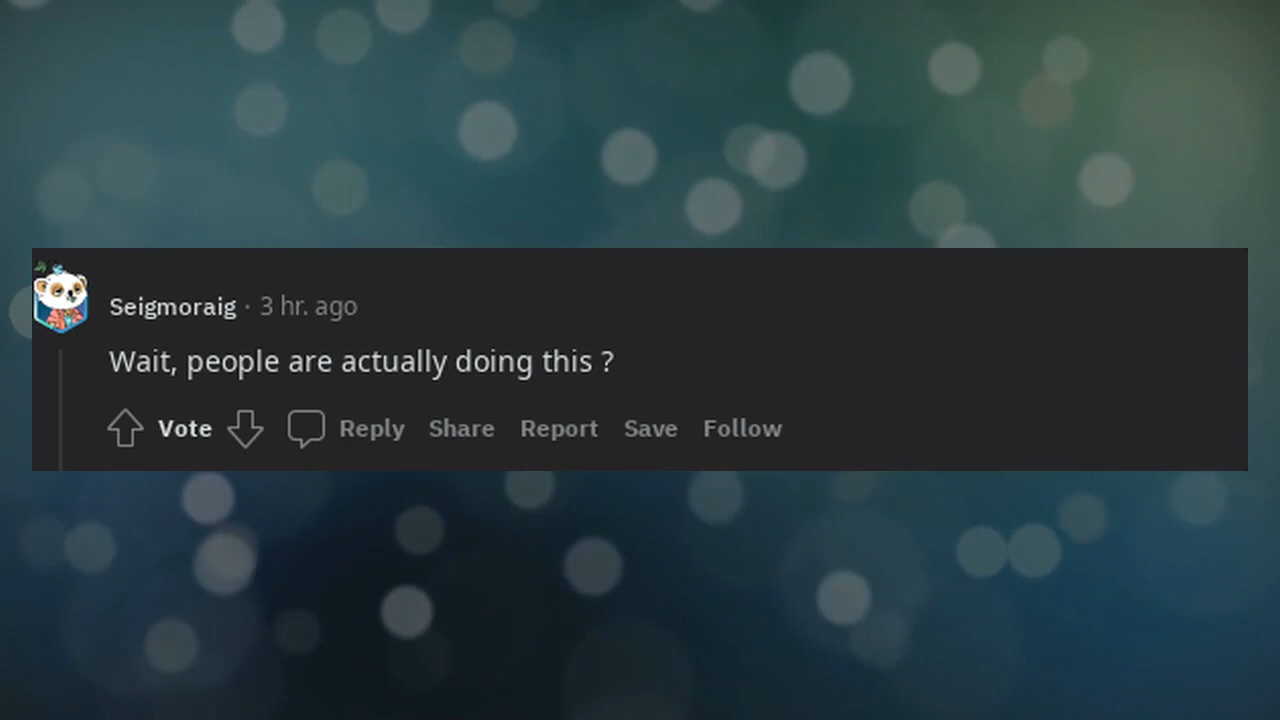 Seigmoraig · 3 hr. ago
Wait, people are actually doing this ?
Vote Reply Share Report Save Follow